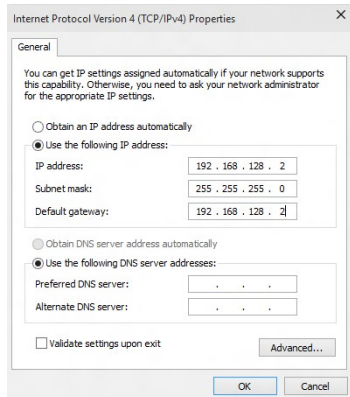 Internet Protocol Version 4 (TCP/IPv4) Properties
General
You can get IP settings assigned automatically if your network supports
this capability. Otherwise, you need to ask your network administrator
for the appropriate IP settings.
Obtain an IP address automatically
Use the following IP address:
IP address: 192 . 168 . 128 . 2
Subnet mask: 255 . 255 . 255 . 0
Default gateway: 192 . 168 . 128 . 2
Obtain DNS server address automatically
Use the following DNS server addresses:
Preferred DNS server: . . .
Alternate DNS server: . . .
Validate settings upon exit
Advanced...
OK Cancel